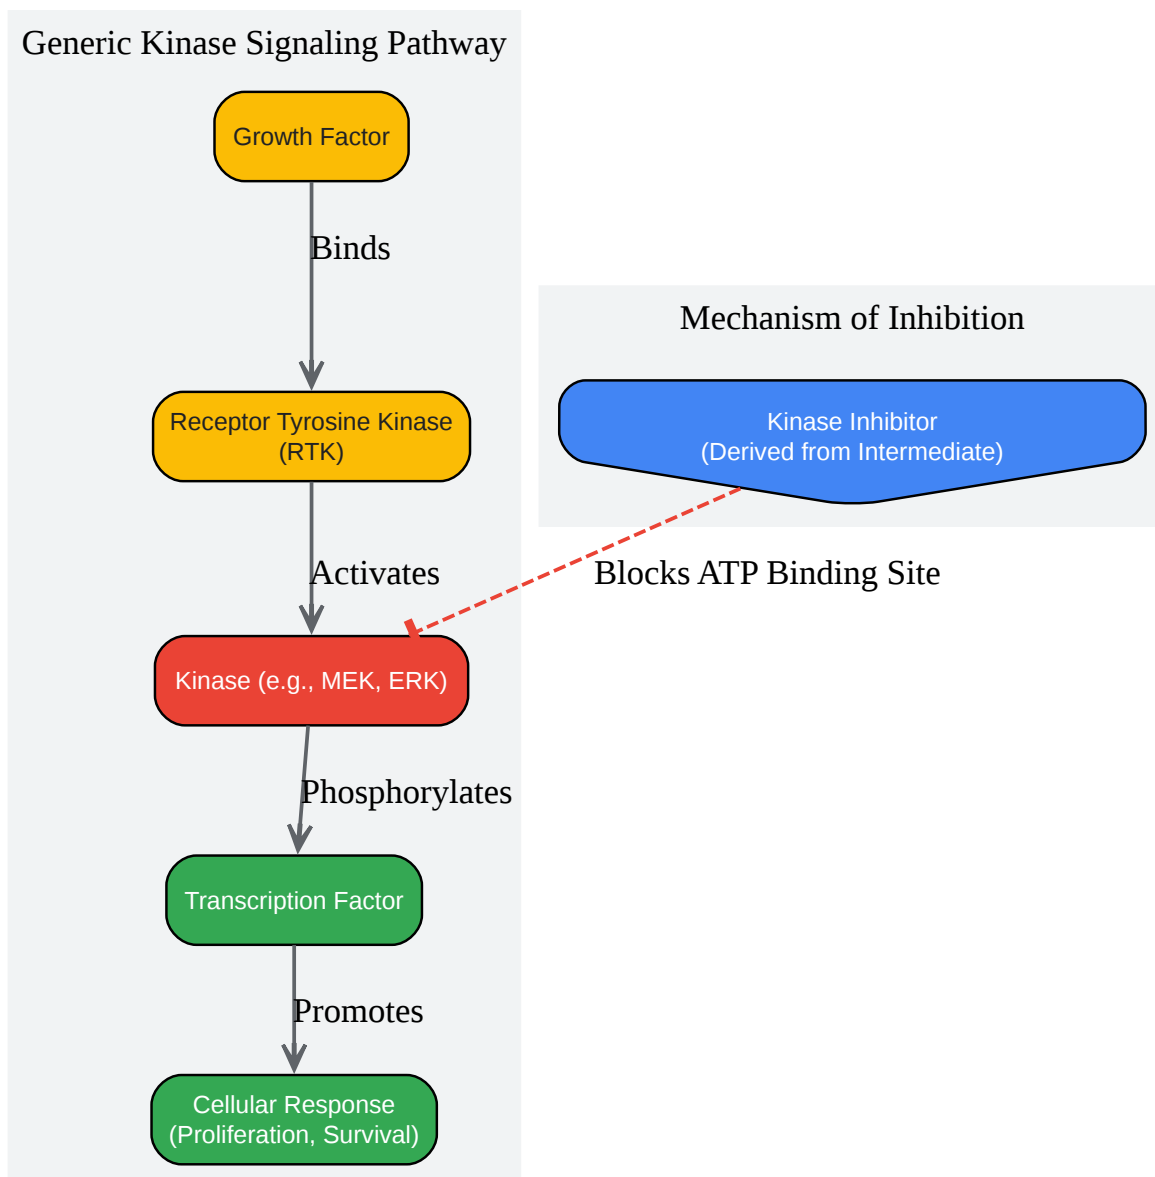 Generic Kinase Signaling Pathway
Growth Factor
Binds
Mechanism of Inhibition
Receptor Tyrosine Kinase
(RTK)
Kinase Inhibitor
(Derived from Intermediate)
Activates
Blocks ATP Binding Site
Kinase (e.g., MEK, ERK)
Phosphorylates
Transcription Factor
Promotes
Cellular Response
(Proliferation, Survival)